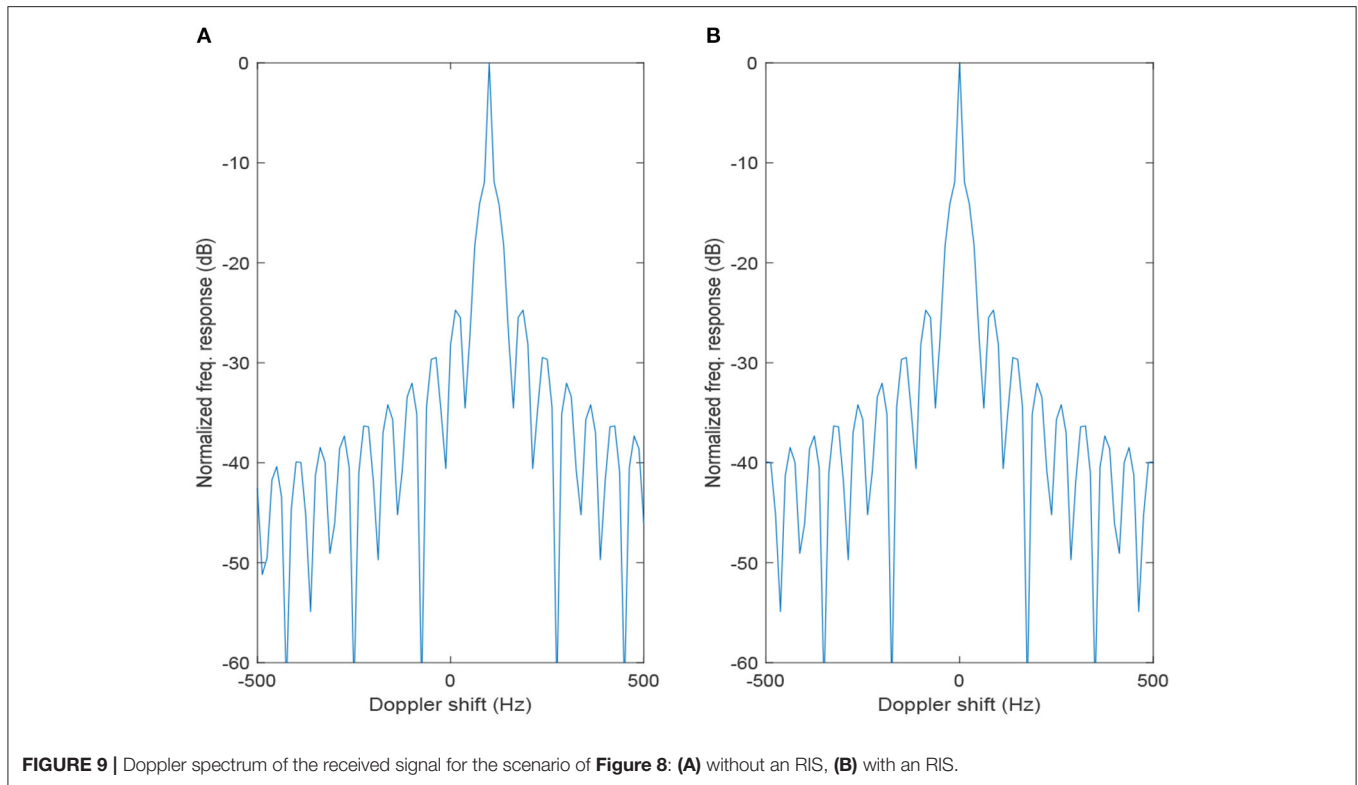 A
0
-10
-20
-30
-40
-50
-60
Normalized freq. response (dB)
-500
0
500
Doppler shift (Hz)
B
0
-10
-20
-30
-40
-50
-60
Normalized freq. response (dB)
-500
0
500
Doppler shift (Hz)
FIGURE 9 | Doppler spectrum of the received signal for the scenario of Figure 8: (A) without an RIS, (B) with an RIS.